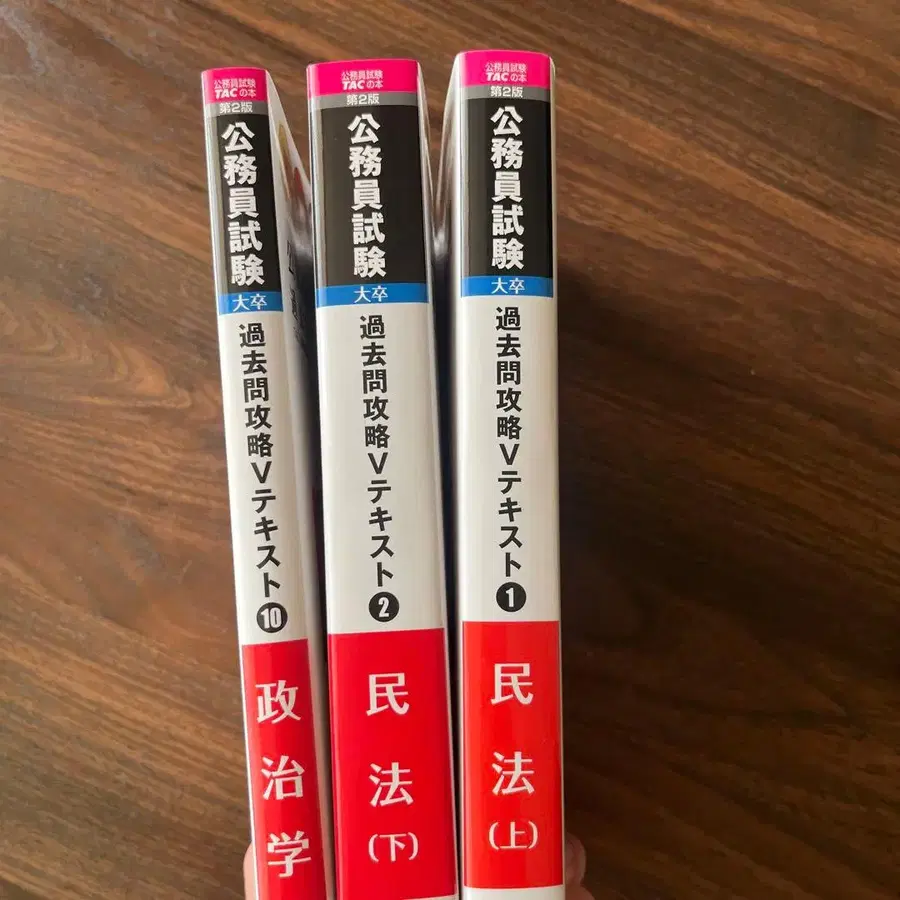 公務員試験
TACの本
第2版
公務員試験
大卒
過去問攻略Vテキスト⑩
政治学
公務員試験
TACの本
第2版
公務員試験
大卒
過去問攻略Vテキスト❷
民法(下)
公務員試験
TACの本
第2版
公務員試験
大卒
過去問攻略Vテキスト❶
民法(上)